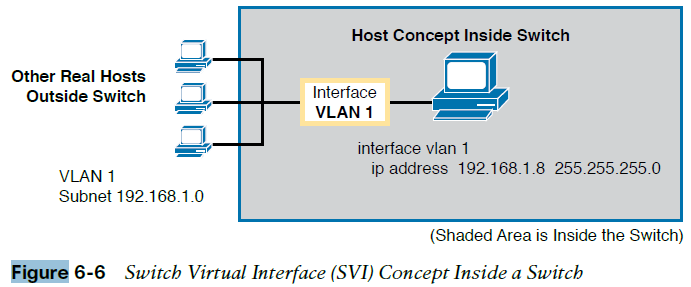 Host Concept Inside Switch
Other Real Hosts
Outside Switch
Interface
VLAN 1
interface vlan 1
ip address 192.168.1.8 255.255.255.0
VLAN 1
Subnet 192.168.1.0
(Shaded Area is Inside the Switch)
Figure 6-6 Switch Virtual Interface (SVI) Concept Inside a Switch